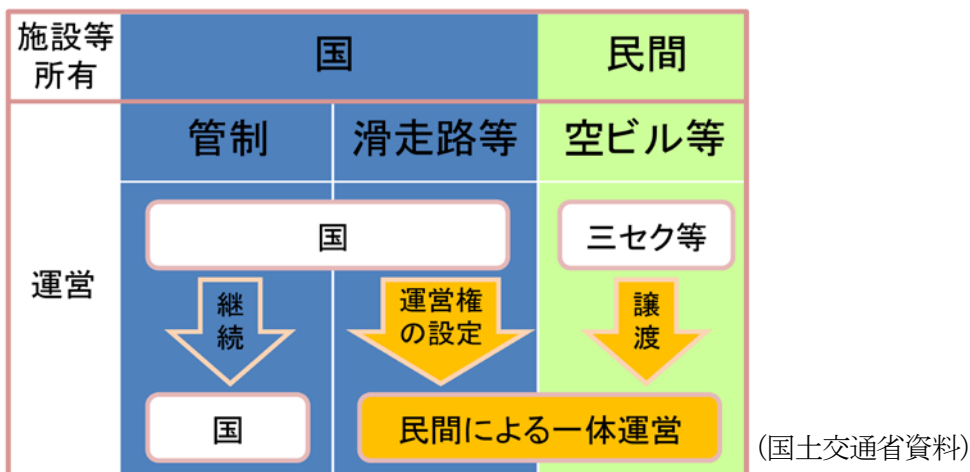 施設等
所有
国
民間
管制
滑走路等
空ビル等
運営
国
三セク等
継
続
運営権
の設定
譲
渡
国
民間による一体運営
(国土交通省資料)